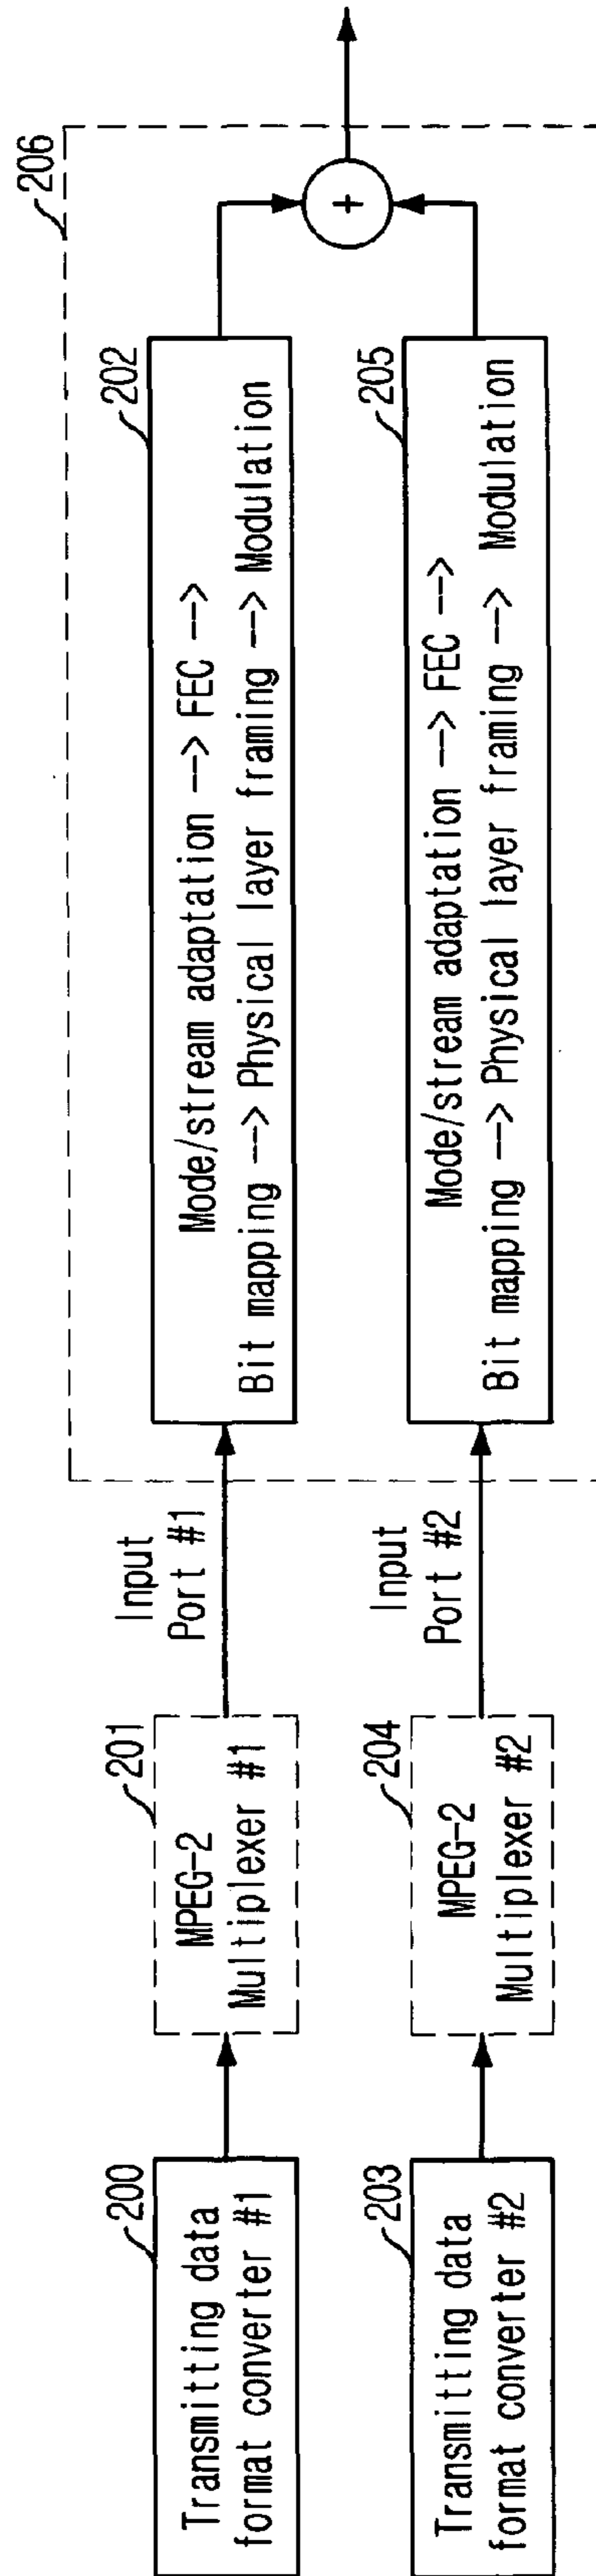 206
200
Transmitting data
format converter #1
201
MPEG-2
Multiplexer #1
Input
Port #1
202
Mode/stream adaptation --> FEC -->
Bit mapping --> Physical layer framing --> Modulation
+
203
Transmitting data
format converter #2
204
MPEG-2
Multiplexer #2
Input
Port #2
205
Mode/stream adaptation --> FEC -->
Bit mapping --> Physical layer framing --> Modulation